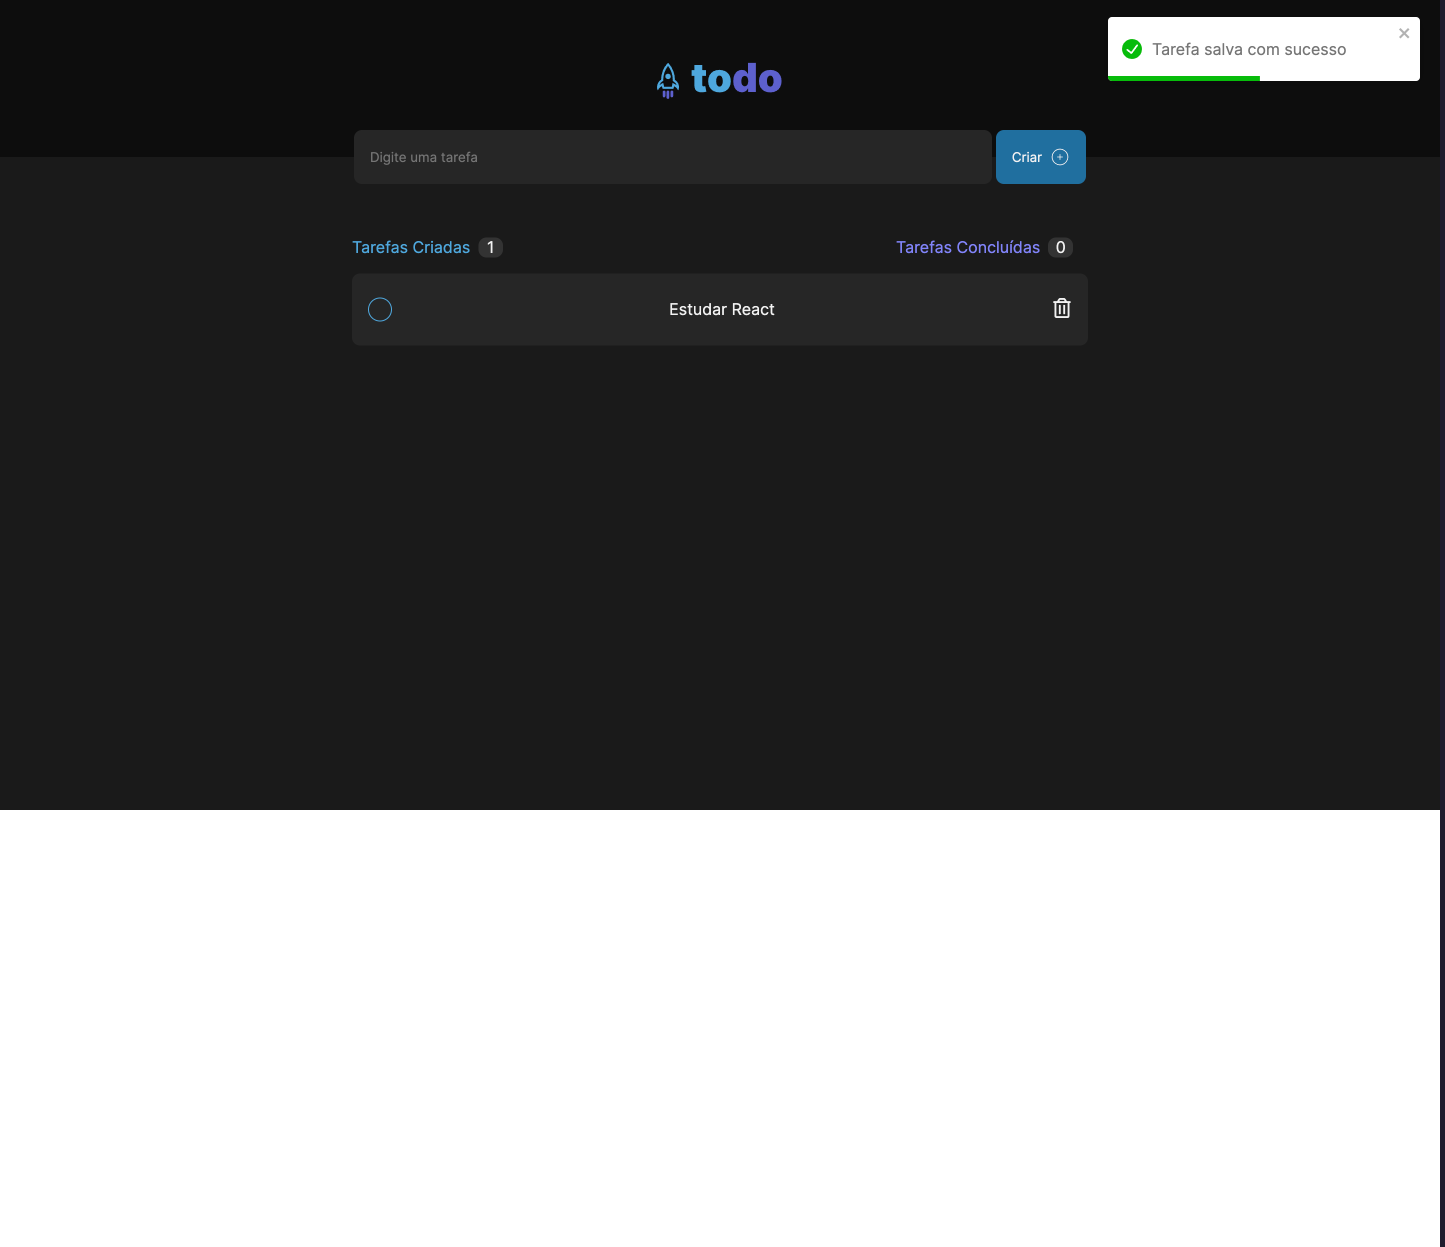 Tarefa salva com sucesso
todo
Digite uma tarefa
Criar
Tarefas Criadas 1
Tarefas Concluídas 0
Estudar React